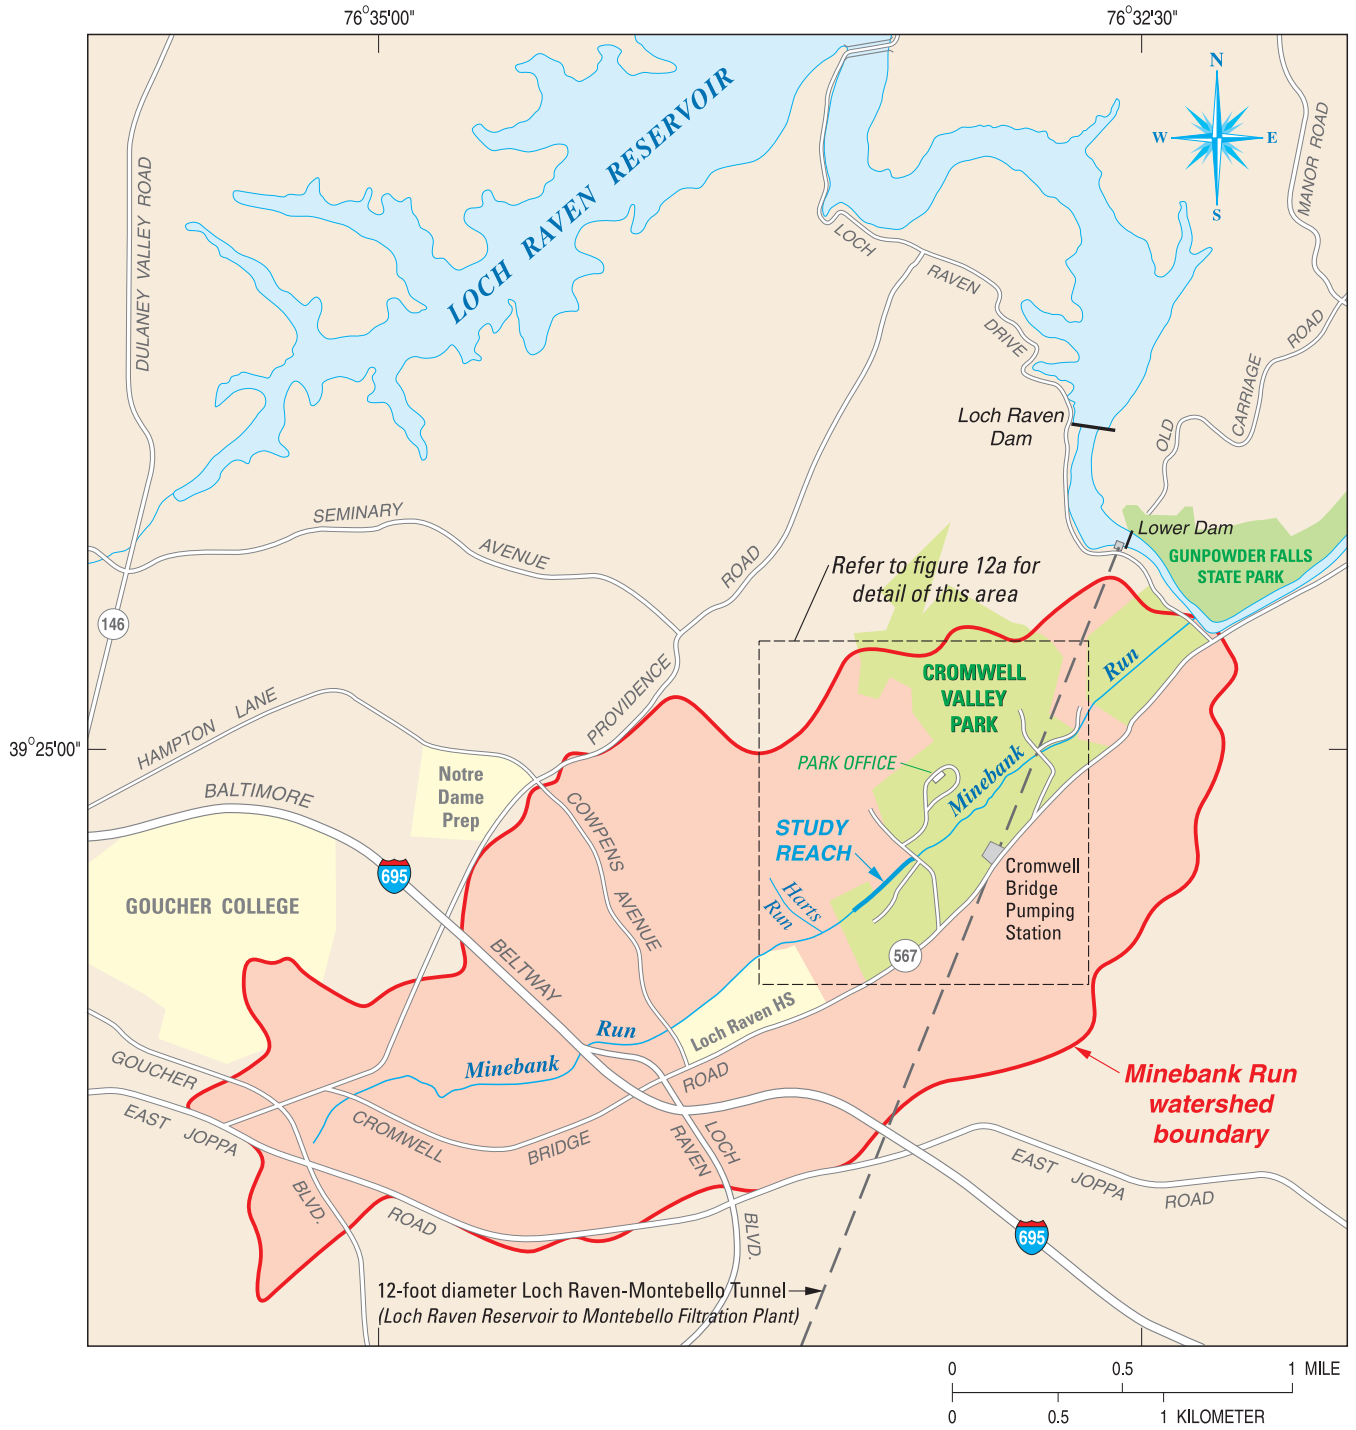 76°35'00"
76°32'30"
N
W
E
S
LOCH RAVEN RESERVOIR
DULANEY VALLEY ROAD
MANOR ROAD
LOCH
RAVEN
DRIVE
OLD
CARRIAGE
ROAD
Loch Raven
Dam
SEMINARY
AVENUE
ROAD
Lower Dam
GUNPOWDER FALLS
STATE PARK
Refer to figure 12a for
detail of this area
146
CROMWELL
VALLEY
PARK
Run
PROVIDENCE
HAMPTON LANE
39°25'00"
PARK OFFICE
Minebank
Notre
Dame
Prep
BALTIMORE
COWPENS
AVENUE
STUDY
REACH
695
Harts
Run
Cromwell
Bridge
Pumping
Station
GOUCHER COLLEGE
567
BELTWAY
Loch Raven HS
Run
Minebank
ROAD
GOUCHER
BLVD.
EAST JOPPA
ROAD
CROMWELL
BRIDGE
LOCH
RAVEN
BLVD.
Minebank Run
watershed
boundary
EAST JOPPA
ROAD
695
12-foot diameter Loch Raven-Montebello Tunnel
(Loch Raven Reservoir to Montebello Filtration Plant)
0 0.5 1 MILE
0 0.5 1 KILOMETER